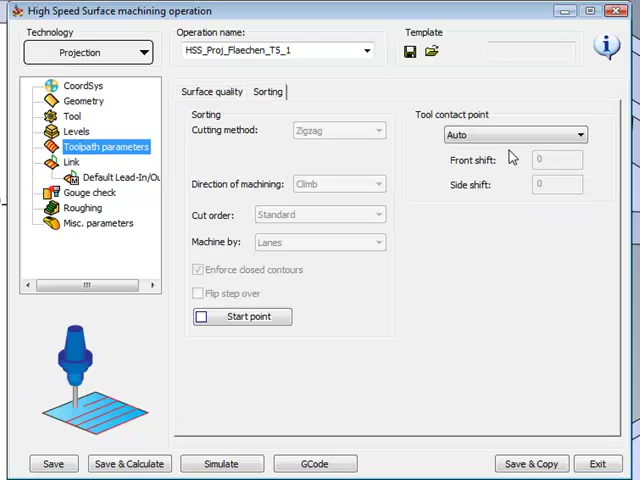 High Speed Surface machining operation
Technology
Projection
Operation name:
HSS_Proj_Flaechen_T5_1
Template
CoordSys
Geometry
Tool
Levels
Toolpath parameters
Link
Default Lead-In/Ou
Gouge check
Roughing
Misc. parameters
Surface quality
Sorting
Sorting
Cutting method:
Zigzag
Direction of machining:
Climb
Cut order:
Standard
Machine by:
Lanes
Enforce closed contours
Flip step over
Start point
Tool contact point
Auto
Front shift:
0
Side shift:
0
Save
Save & Calculate
Simulate
GCode
Save & Copy
Exit